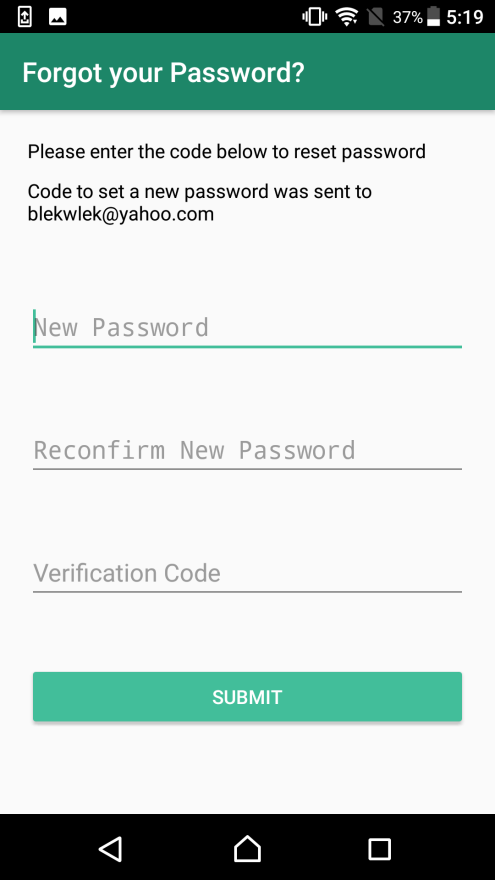 37% 5:19
Forgot your Password?
Please enter the code below to reset password
Code to set a new password was sent to
blekwlek@yahoo.com
New Password
Reconfirm New Password
Verification Code
SUBMIT